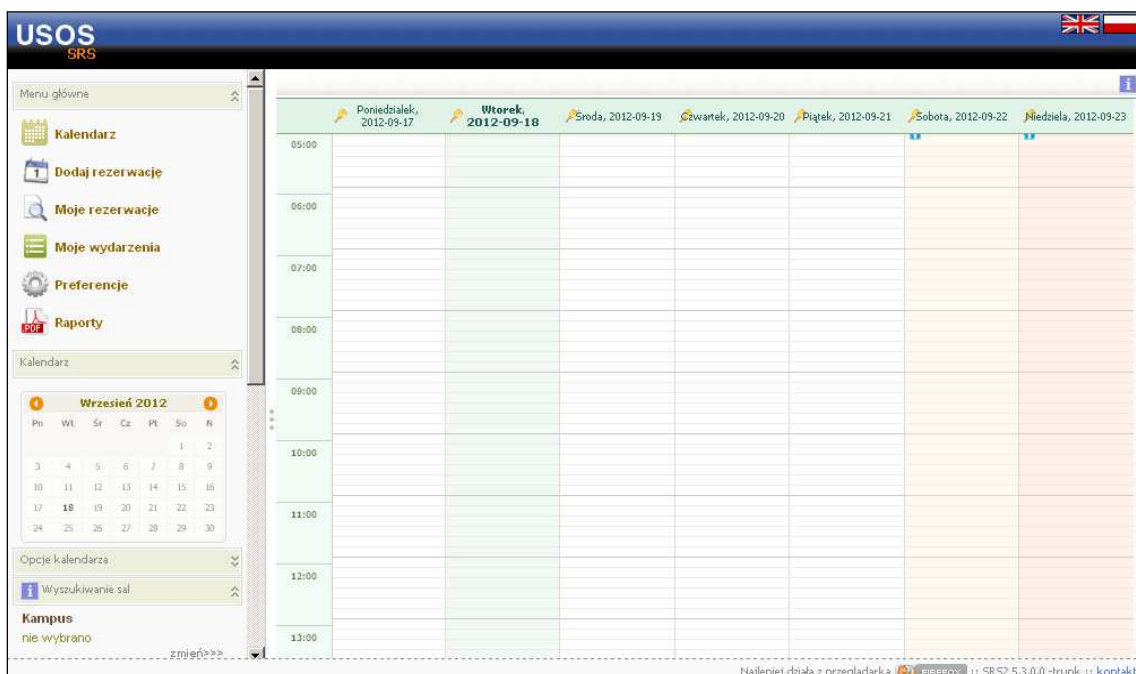 USOS
SRS
Menu główne
Kalendarz
Dodaj rezerwację
Moje rezerwacje
Moje wydarzenia
Preferencje
PDF Raporty
Kalendarz
Wrzesień 2012
Pn Wt Śr Cz Pt So N
1 2
3 4 5 6 7 8 9
10 11 12 13 14 15 16
17 18 19 20 21 22 23
24 25 26 27 28 29 30
Opcje kalendarza
i Wyszukiwanie sal
Kampus
nie wybrano
zmień>>>
i
Poniedziałek,
2012-09-17
Wtorek,
2012-09-18
Środa, 2012-09-19
Czwartek, 2012-09-20
Piątek, 2012-09-21
Sobota, 2012-09-22
Niedziela, 2012-09-23
05:00
06:00
07:00
08:00
09:00
10:00
11:00
12:00
13:00
Najlepiej działa z przeglądarką FIREFOX :: SRS2 5.3.0.0 -trunk :: kontakt